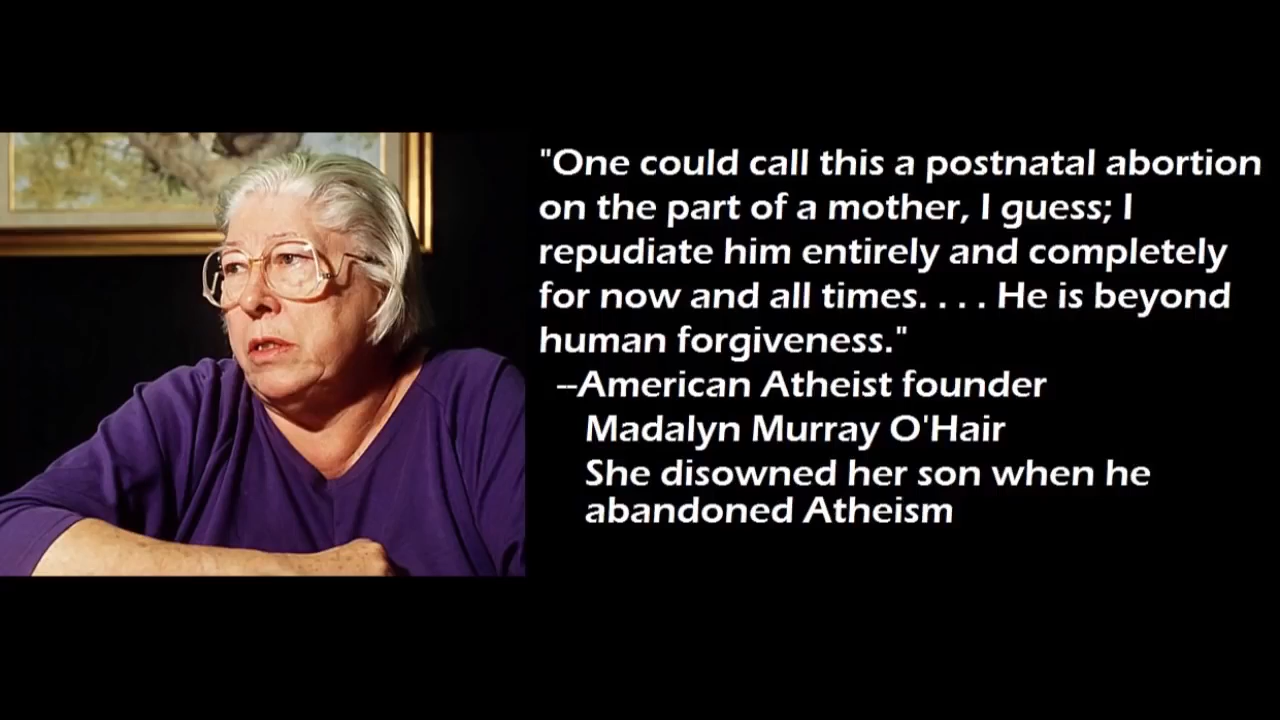 "One could call this a postnatal abortion
on the part of a mother, I guess; I
repudiate him entirely and completely
for now and all times. . . . He is beyond
human forgiveness."
--American Atheist founder
Madalyn Murray O'Hair
She disowned her son when he
abandoned Atheism